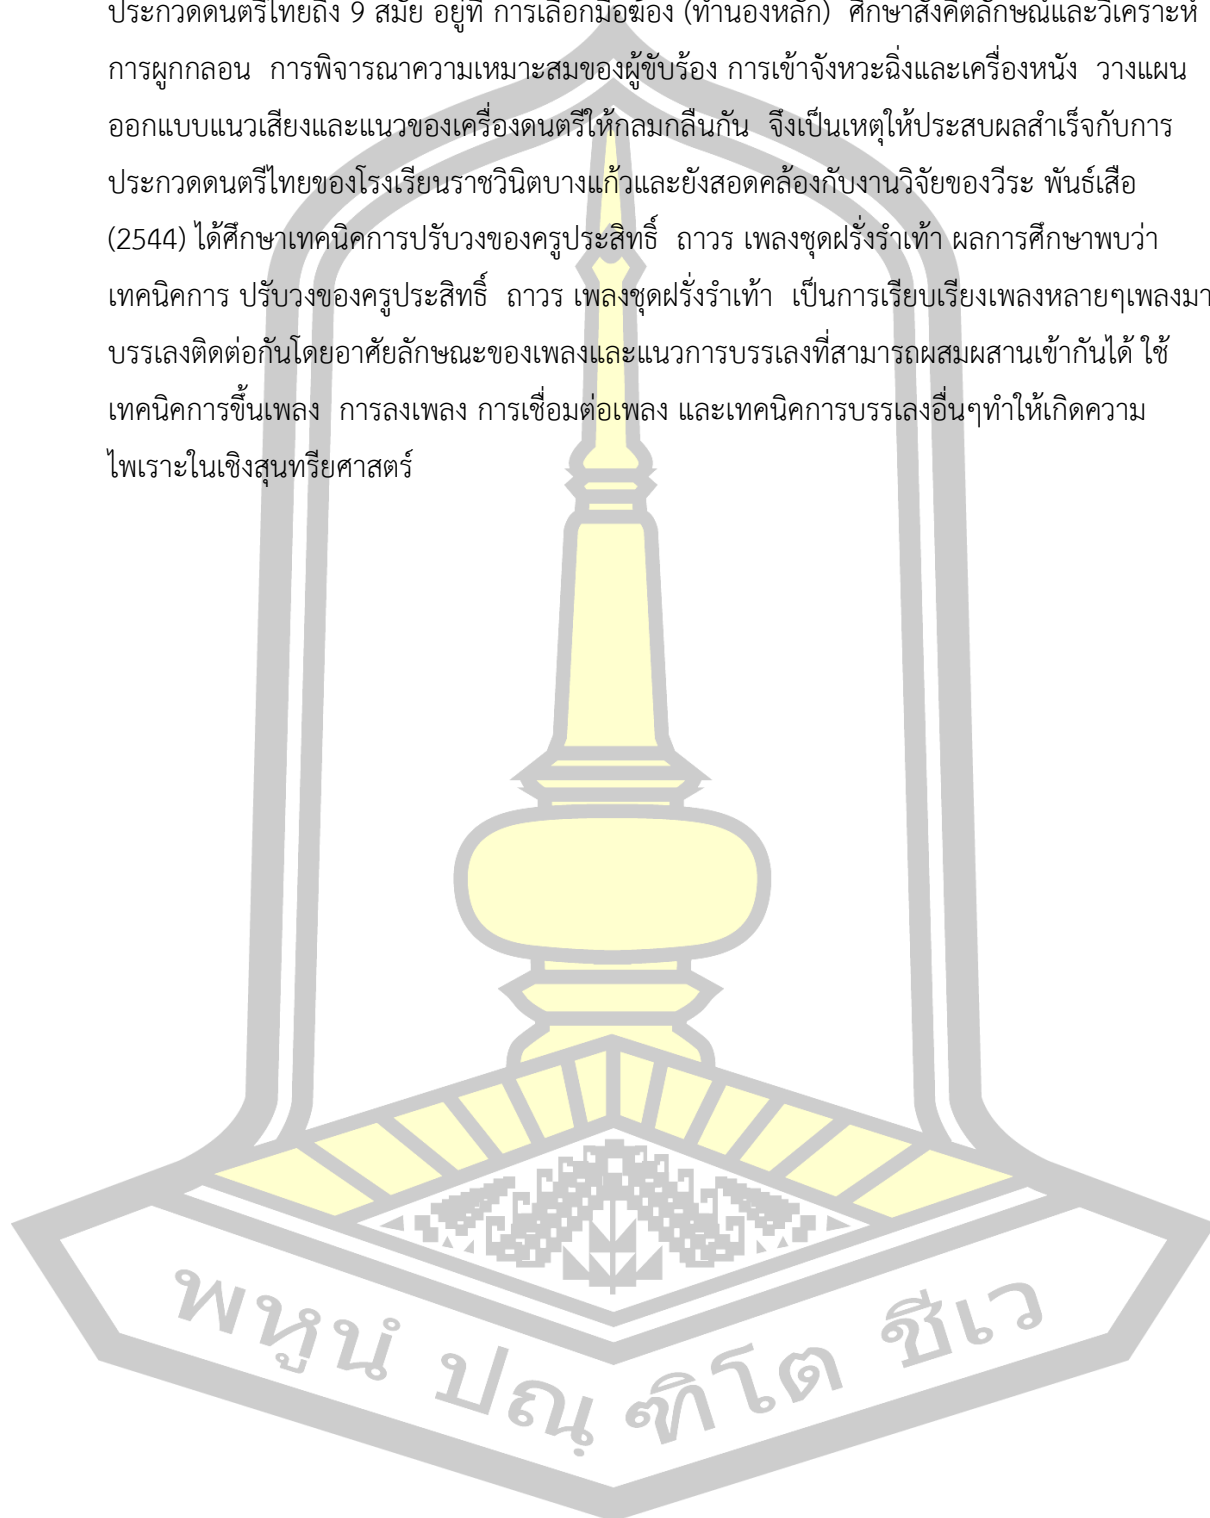 ประกวดดนตรีไทยถึง 9 สมัย อยู่ที่ การเลือกมือฆ้อง (ทำนองหลัก) ศึกษาสังคีตลักษณ์และวิเคราะห์
การผูกกลอน การพิจารณาความเหมาะสมของผู้ขับร้อง การเข้าจังหวะฉิ่งและเครื่องหนัง วางแผน
ออกแบบแนวเสียงและแนวของเครื่องดนตรีให้กลมกลืนกัน จึงเป็นเหตุให้ประสบผลสำเร็จกับการ
ประกวดดนตรีไทยของโรงเรียนราชวินิตบางแก้วและยังสอดคล้องกับงานวิจัยของวีระ พันธ์เสือ
(2544) ได้ศึกษาเทคนิคการปรับวงของครูประสิทธิ์ ถาวร เพลงชุดฝรั่งรำเท้า ผลการศึกษาพบว่า
เทคนิคการ ปรับวงของครูประสิทธิ์ ถาวร เพลงชุดฝรั่งรำเท้า เป็นการเรียบเรียงเพลงหลายๆเพลงมา
บรรเลงติดต่อกันโดยอาศัยลักษณะของเพลงและแนวการบรรเลงที่สามารถผสมผสานเข้ากันได้ ใช้
เทคนิคการขึ้นเพลง การลงเพลง การเชื่อมต่อเพลง และเทคนิคการบรรเลงอื่นๆทำให้เกิดความ
ไพเราะในเชิงสุนทรียศาสตร์
พหูนํ ปณฺ ฑิโต ชีเว